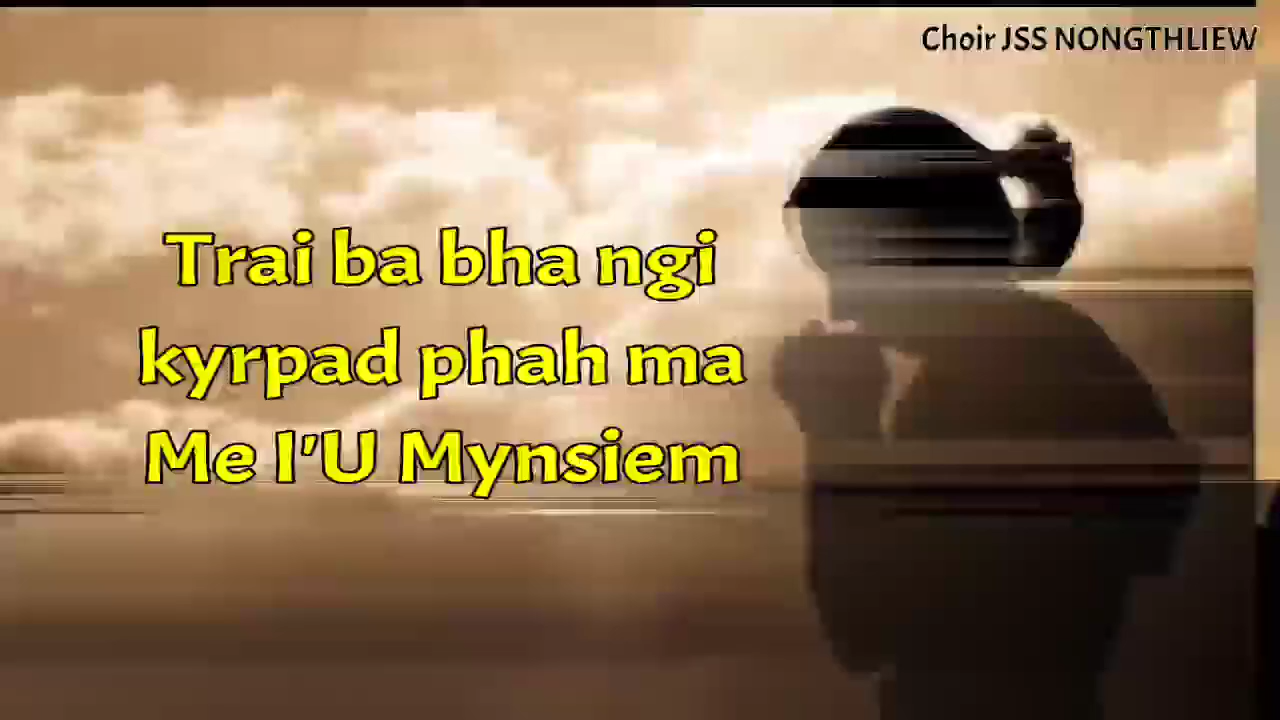 Choir JSS NONGTHLIEW
Trai ba bha ngi
kyrpad phah ma
Me I'U Mynsiem